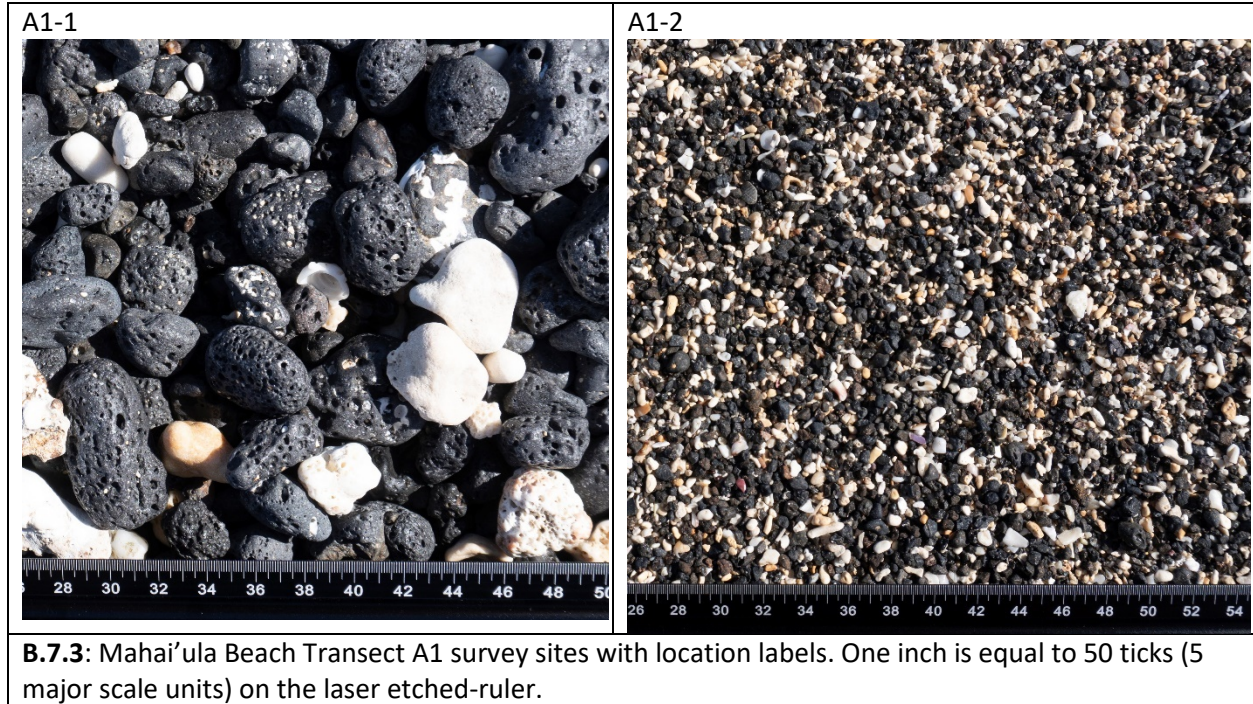 A1-1
A1-2
28 30 32 34 36 38 40 42 44 46 48 50
26 28 30 32 34 36 38 40 42 44 46 48 50 52 54
B.7.3: Mahai’ula Beach Transect A1 survey sites with location labels. One inch is equal to 50 ticks (5
major scale units) on the laser etched-ruler.